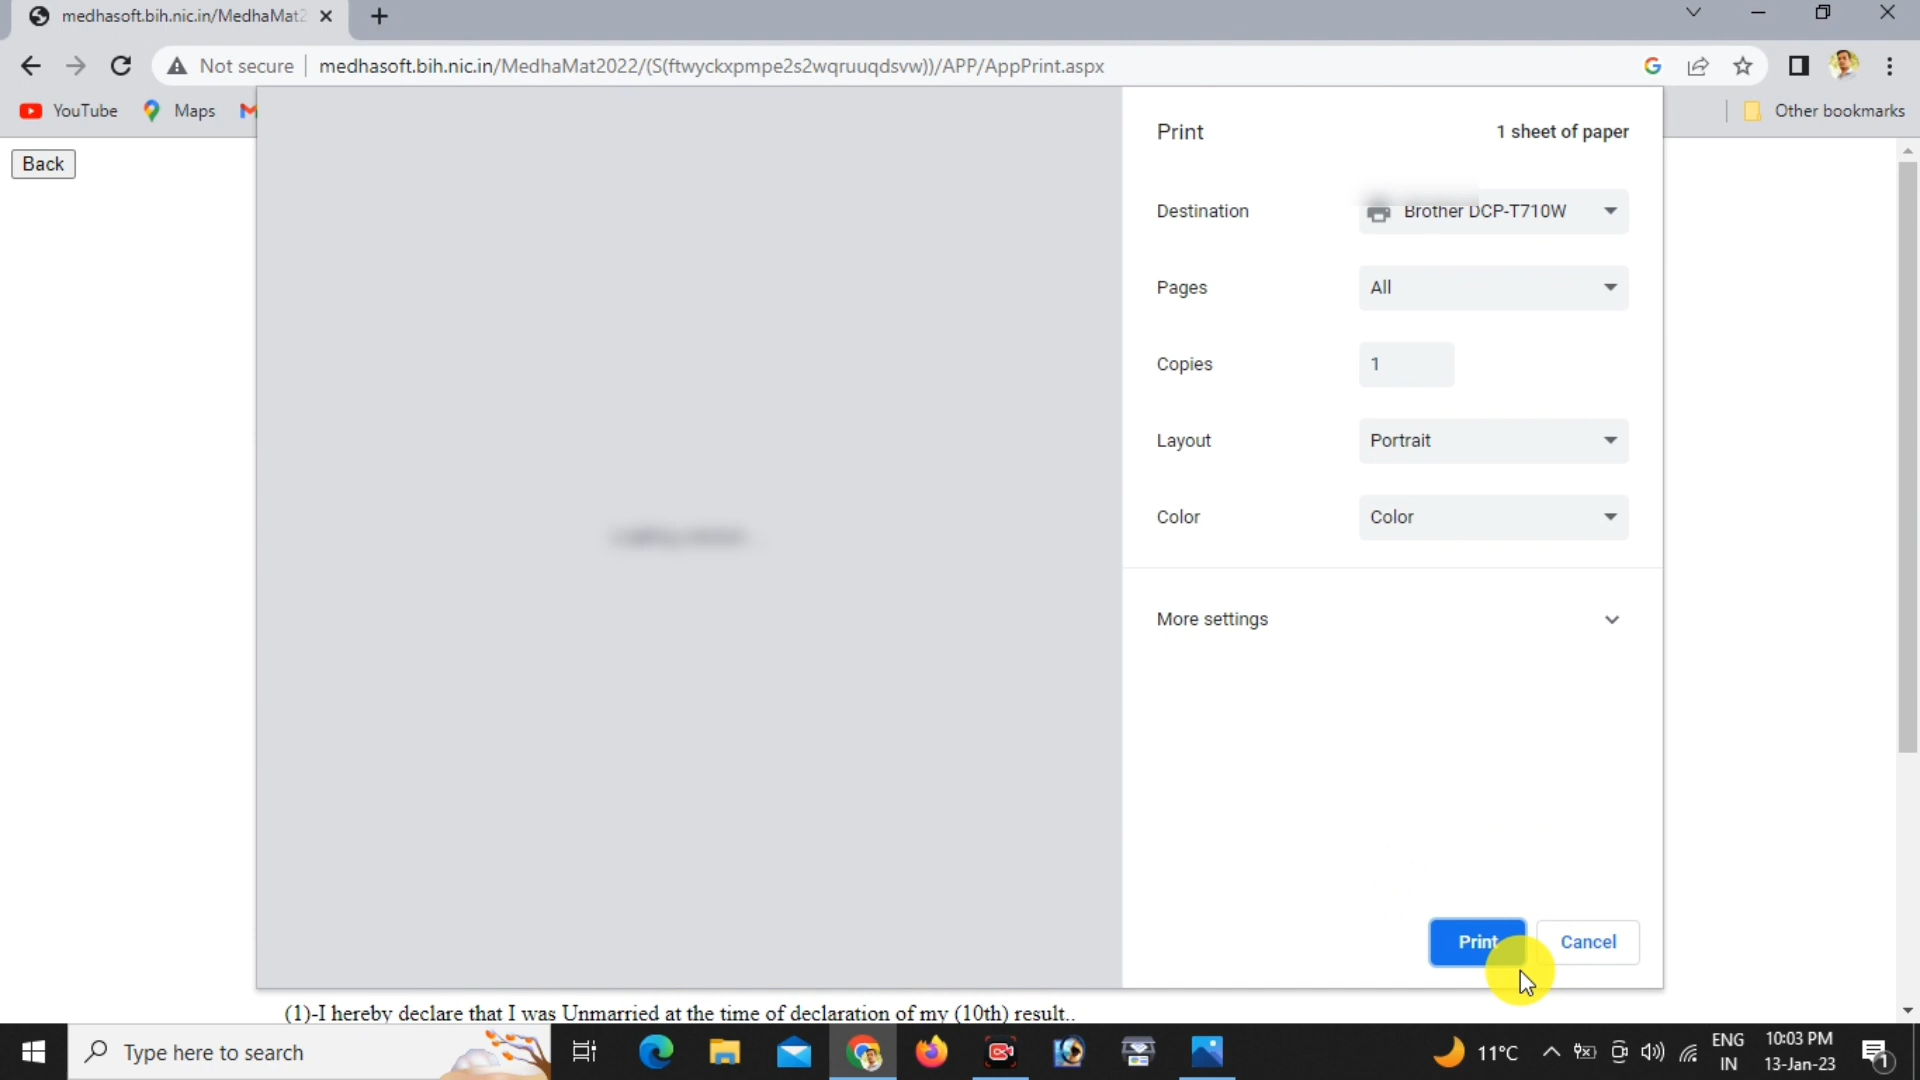 medhasoft.bih.nic.in/MedhaMat2
Not secure
medhasoft.bih.nic.in/MedhaMat2022/(S(ftwyckxpmpe2s2wqruuqdsvw))/APP/AppPrint.aspx
YouTube
Maps
Other bookmarks
Back
Print
1 sheet of paper
Destination
Brother DCP-T710W
Pages
All
Copies
1
Layout
Portrait
Color
Color
More settings
Print
Cancel
(1)-I hereby declare that I was Unmarried at the time of declaration of my (10th) result..
Type here to search
11°C
ENG
IN
10:03 PM
13-Jan-23
1